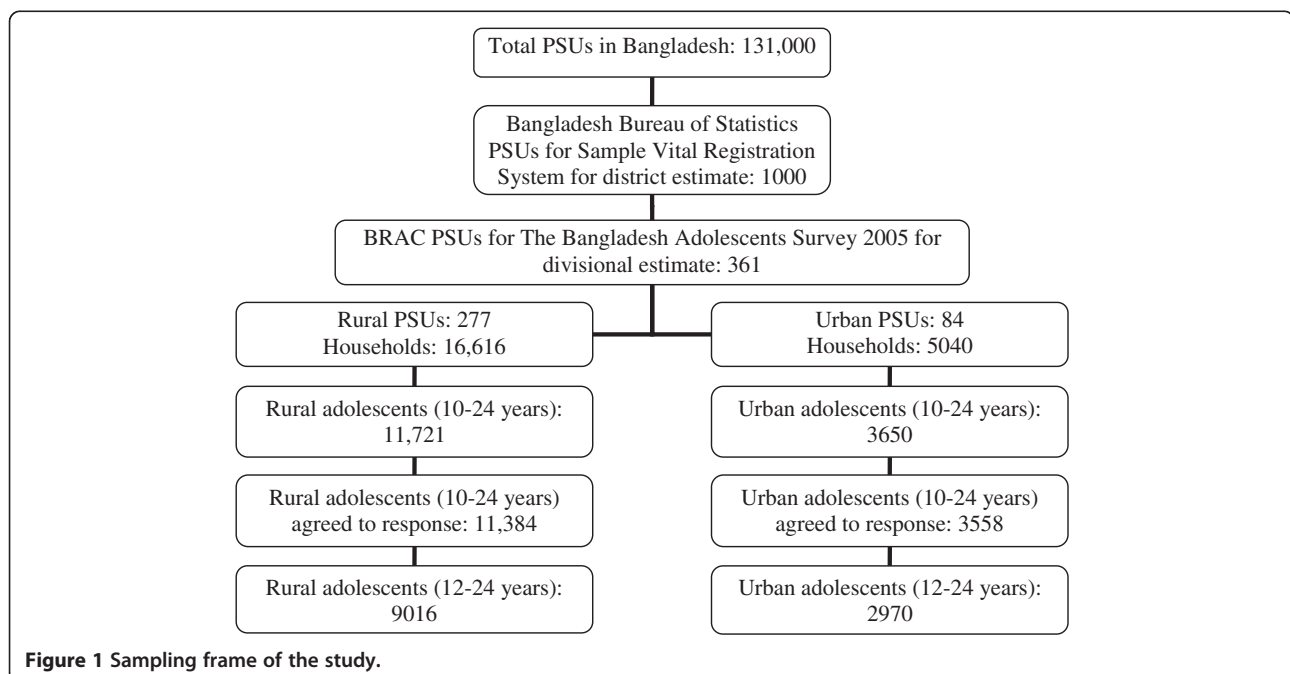 Total PSUs in Bangladesh: 131,000
Bangladesh Bureau of Statistics
PSUs for Sample Vital Registration
System for district estimate: 1000
BRAC PSUs for The Bangladesh Adolescents Survey 2005 for
divisional estimate: 361
Rural PSUs: 277
Households: 16,616
Urban PSUs: 84
Households: 5040
Rural adolescents (10-24 years):
11,721
Urban adolescents (10-24 years):
3650
Rural adolescents (10-24 years)
agreed to response: 11,384
Urban adolescents (10-24 years)
agreed to response: 3558
Rural adolescents (12-24 years):
9016
Urban adolescents (12-24 years):
2970
Figure 1 Sampling frame of the study.